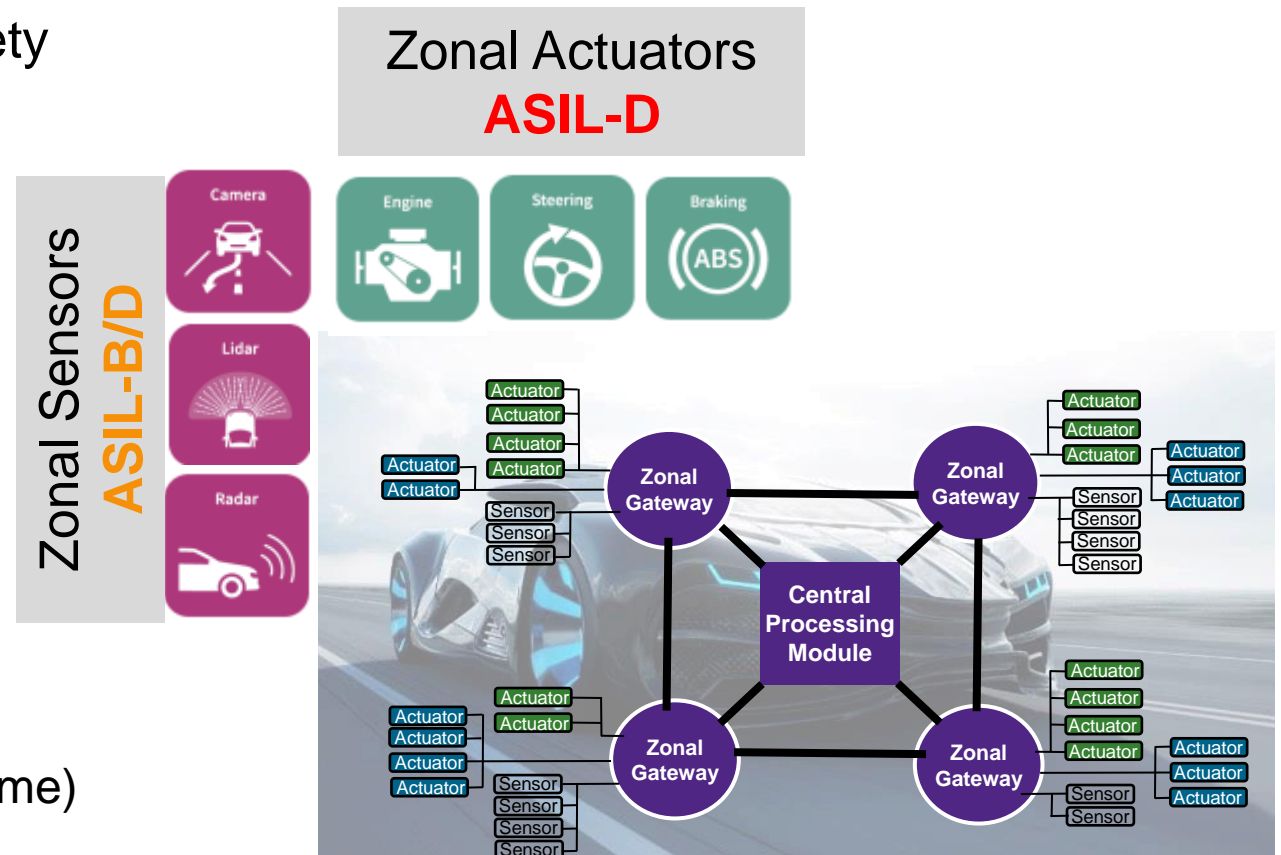 ety
Zonal Actuators
ASIL-D
Zonal Sensors
ASIL-B/D
Camera
Lidar
Radar
Engine
Steering
Braking
ABS
Actuator
Actuator
Actuator
Actuator
Actuator
Actuator
Sensor
Sensor
Sensor
Zonal
Gateway
Actuator
Actuator
Actuator
Actuator
Actuator
Actuator
Sensor
Sensor
Sensor
Sensor
Zonal
Gateway
Central
Processing
Module
Actuator
Actuator
Actuator
Actuator
Actuator
Actuator
Sensor
Sensor
Sensor
Sensor
Zonal
Gateway
Actuator
Actuator
Actuator
Actuator
Actuator
Actuator
Actuator
Sensor
Sensor
Zonal
Gateway
me)